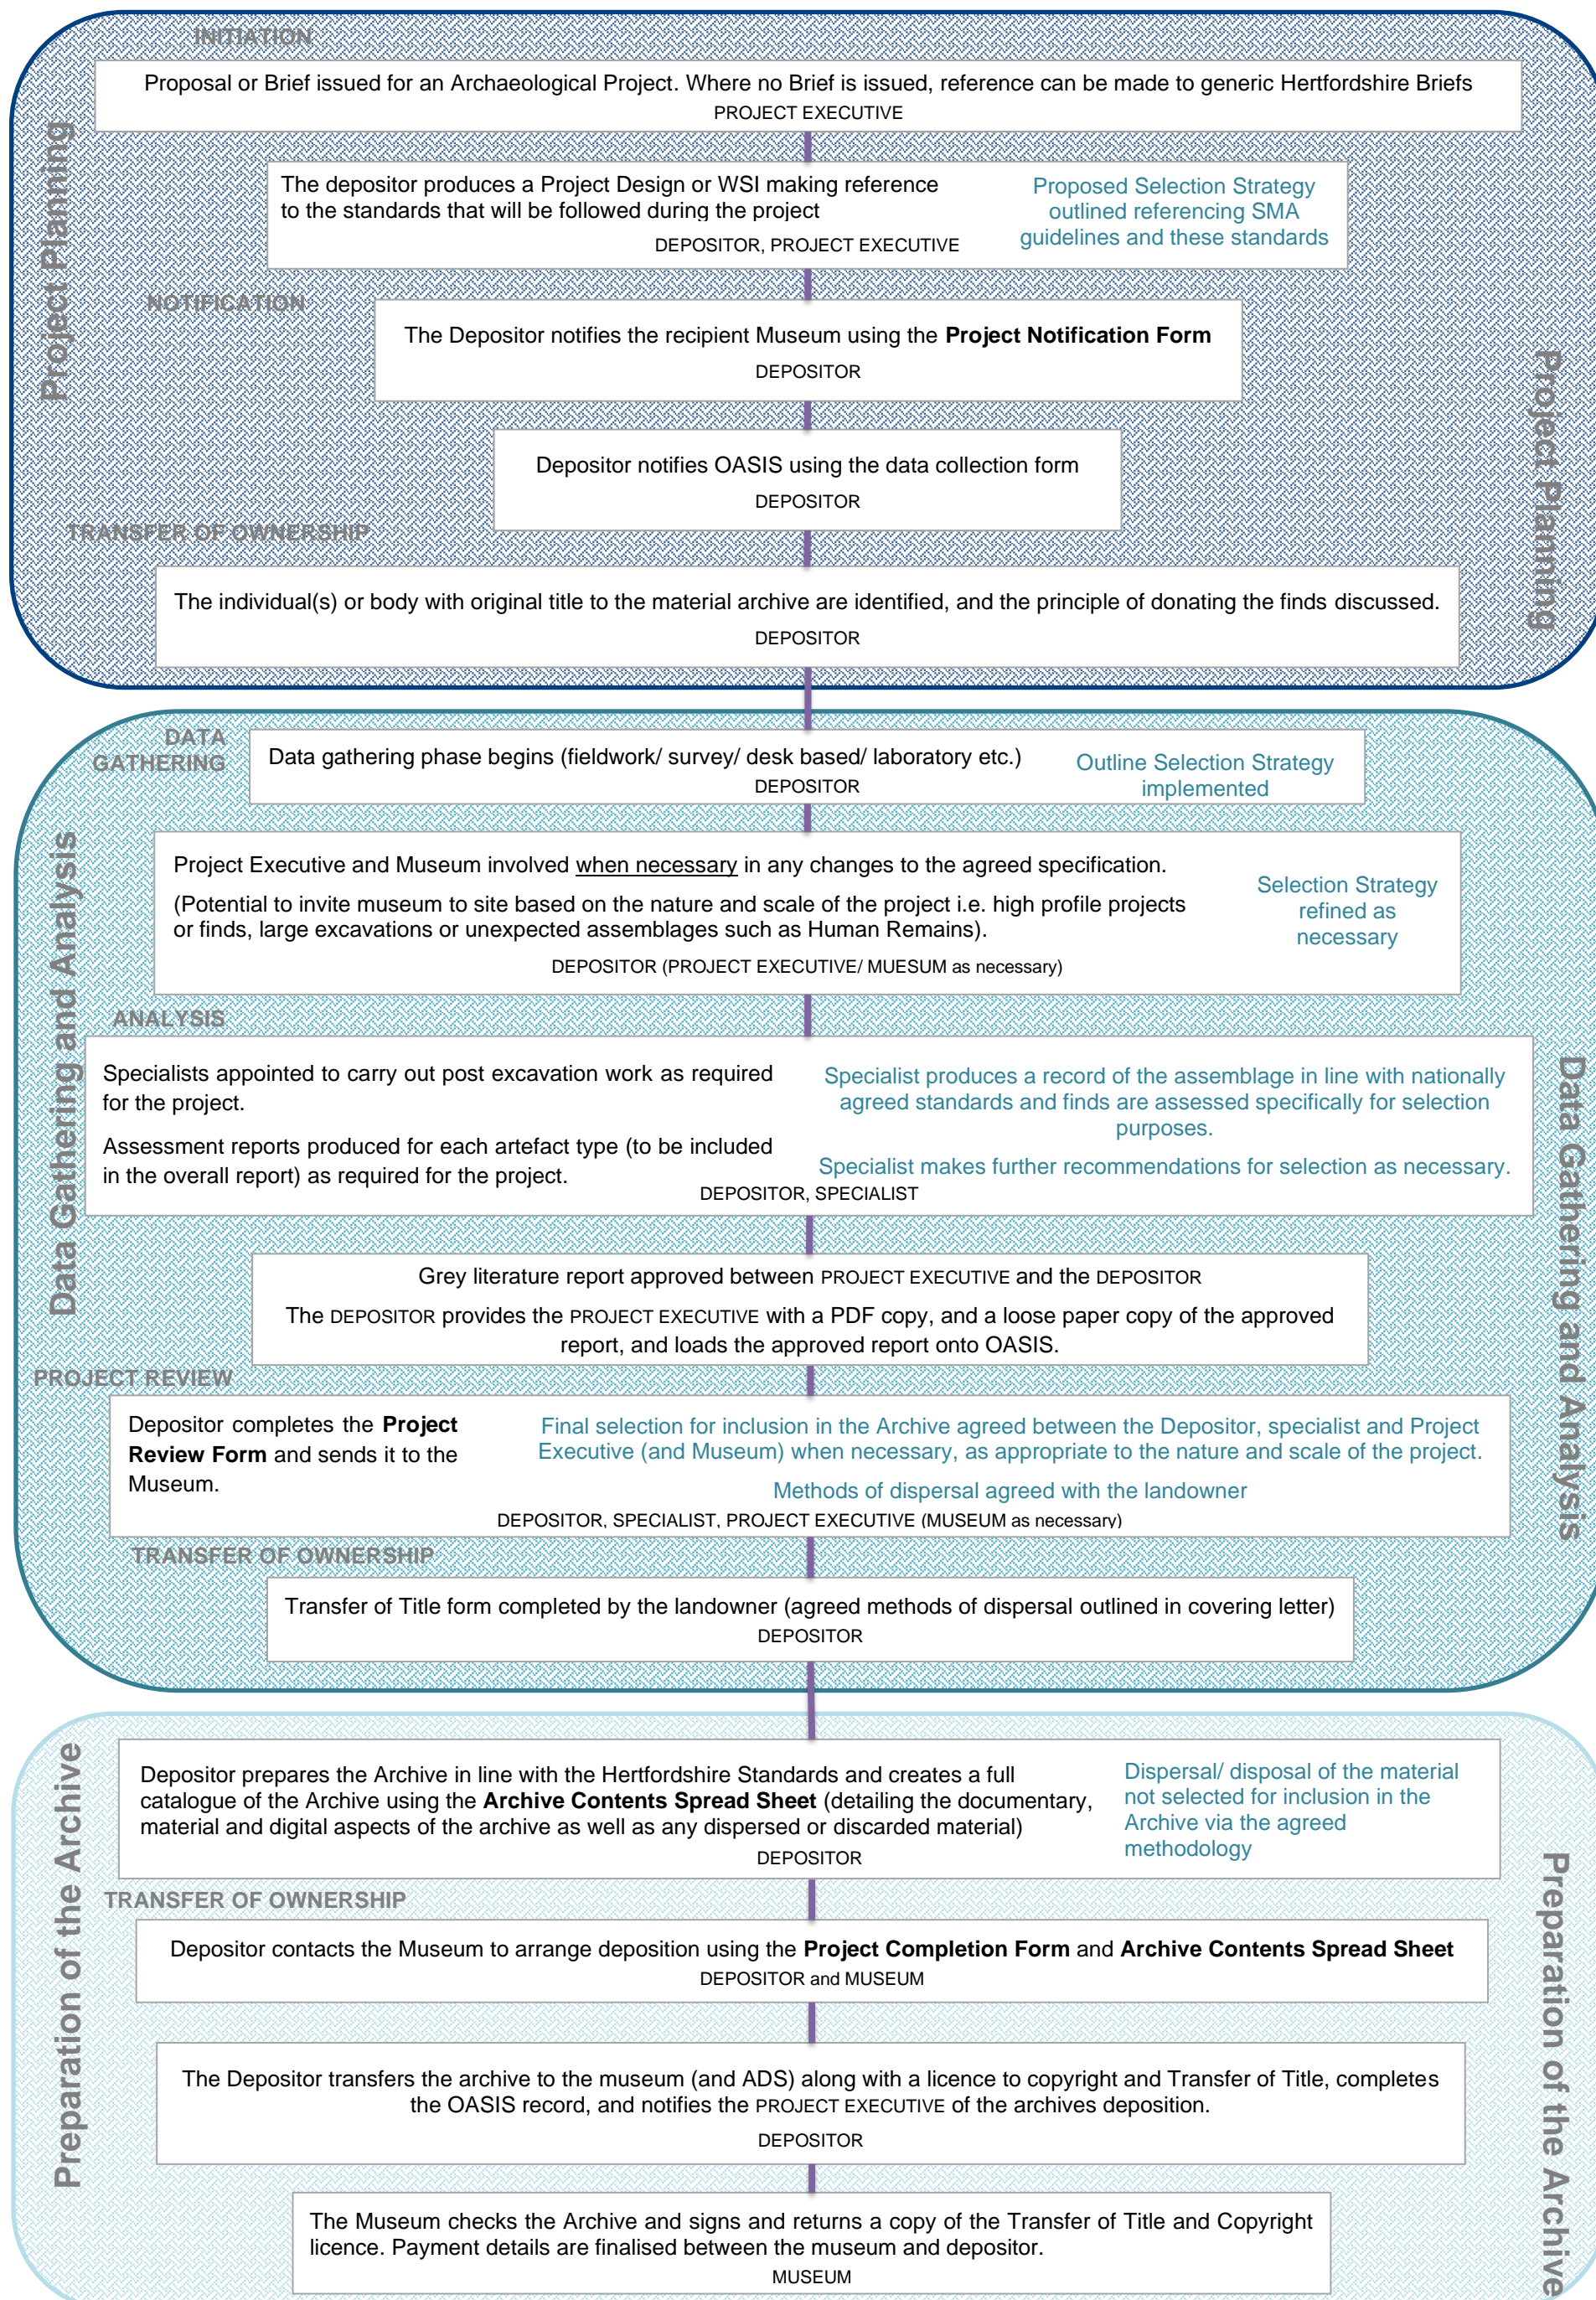 INITIATION
Proposal or Brief issued for an Archaeological Project. Where no Brief is issued, reference can be made to generic Hertfordshire Briefs
PROJECT EXECUTIVE
Project Planning
The depositor produces a Project Design or WSI making reference
to the standards that will be followed during the project
DEPOSITOR, PROJECT EXECUTIVE
Proposed Selection Strategy
outlined referencing SMA
guidelines and these standards
NOTIFICATION
The Depositor notifies the recipient Museum using the Project Notification Form
DEPOSITOR
Project Planning
Depositor notifies OASIS using the data collection form
DEPOSITOR
TRANSFER OF OWNERSHIP
The individual(s) or body with original title to the material archive are identified, and the principle of donating the finds discussed.
DEPOSITOR
DATA
GATHERING
Data gathering phase begins (fieldwork/ survey/ desk based/ laboratory etc.)
DEPOSITOR
Outline Selection Strategy
implemented
Data Gathering and Analysis
Project Executive and Museum involved when necessary in any changes to the agreed specification.
(Potential to invite museum to site based on the nature and scale of the project i.e. high profile projects
or finds, large excavations or unexpected assemblages such as Human Remains).
DEPOSITOR (PROJECT EXECUTIVE/ MUESUM as necessary)
Selection Strategy
refined as
necessary
ANALYSIS
Specialists appointed to carry out post excavation work as required
for the project.
Assessment reports produced for each artefact type (to be included
in the overall report) as required for the project.
Specialist produces a record of the assemblage in line with nationally
agreed standards and finds are assessed specifically for selection
purposes.
Specialist makes further recommendations for selection as necessary.
DEPOSITOR, SPECIALIST
Data Gathering and Analysis
Grey literature report approved between PROJECT EXECUTIVE and the DEPOSITOR
The DEPOSITOR provides the PROJECT EXECUTIVE with a PDF copy, and a loose paper copy of the approved
report, and loads the approved report onto OASIS.
PROJECT REVIEW
Depositor completes the Project
Review Form and sends it to the
Museum.
Final selection for inclusion in the Archive agreed between the Depositor, specialist and Project
Executive (and Museum) when necessary, as appropriate to the nature and scale of the project.
Methods of dispersal agreed with the landowner
DEPOSITOR, SPECIALIST, PROJECT EXECUTIVE (MUSEUM as necessary)
TRANSFER OF OWNERSHIP
Transfer of Title form completed by the landowner (agreed methods of dispersal outlined in covering letter)
DEPOSITOR
Preparation of the Archive
Depositor prepares the Archive in line with the Hertfordshire Standards and creates a full
catalogue of the Archive using the Archive Contents Spread Sheet (detailing the documentary,
material and digital aspects of the archive as well as any dispersed or discarded material)
DEPOSITOR
Dispersal/ disposal of the material
not selected for inclusion in the
Archive via the agreed
methodology
TRANSFER OF OWNERSHIP
Depositor contacts the Museum to arrange deposition using the Project Completion Form and Archive Contents Spread Sheet
DEPOSITOR and MUSEUM
Preparation of the Archive
The Depositor transfers the archive to the museum (and ADS) along with a licence to copyright and Transfer of Title, completes
the OASIS record, and notifies the PROJECT EXECUTIVE of the archives deposition.
DEPOSITOR
The Museum checks the Archive and signs and returns a copy of the Transfer of Title and Copyright
licence. Payment details are finalised between the museum and depositor.
MUSEUM